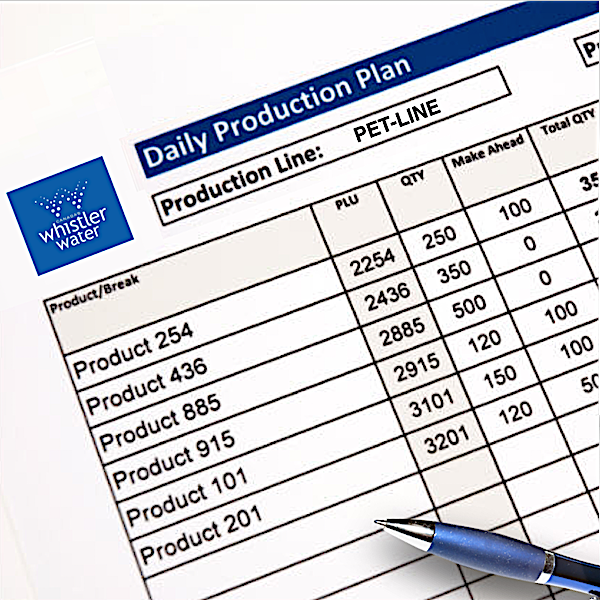 Daily Production Plan
Production Line: PET-LINE
CANADIAN
whistler
water
Product/Break PLU QTY Make Ahead Total QTY
Product 254 2254 250 100
Product 436 2436 350 0
Product 885 2885 500 0
Product 915 2915 120 100
Product 101 3101 150 100
Product 201 3201 120